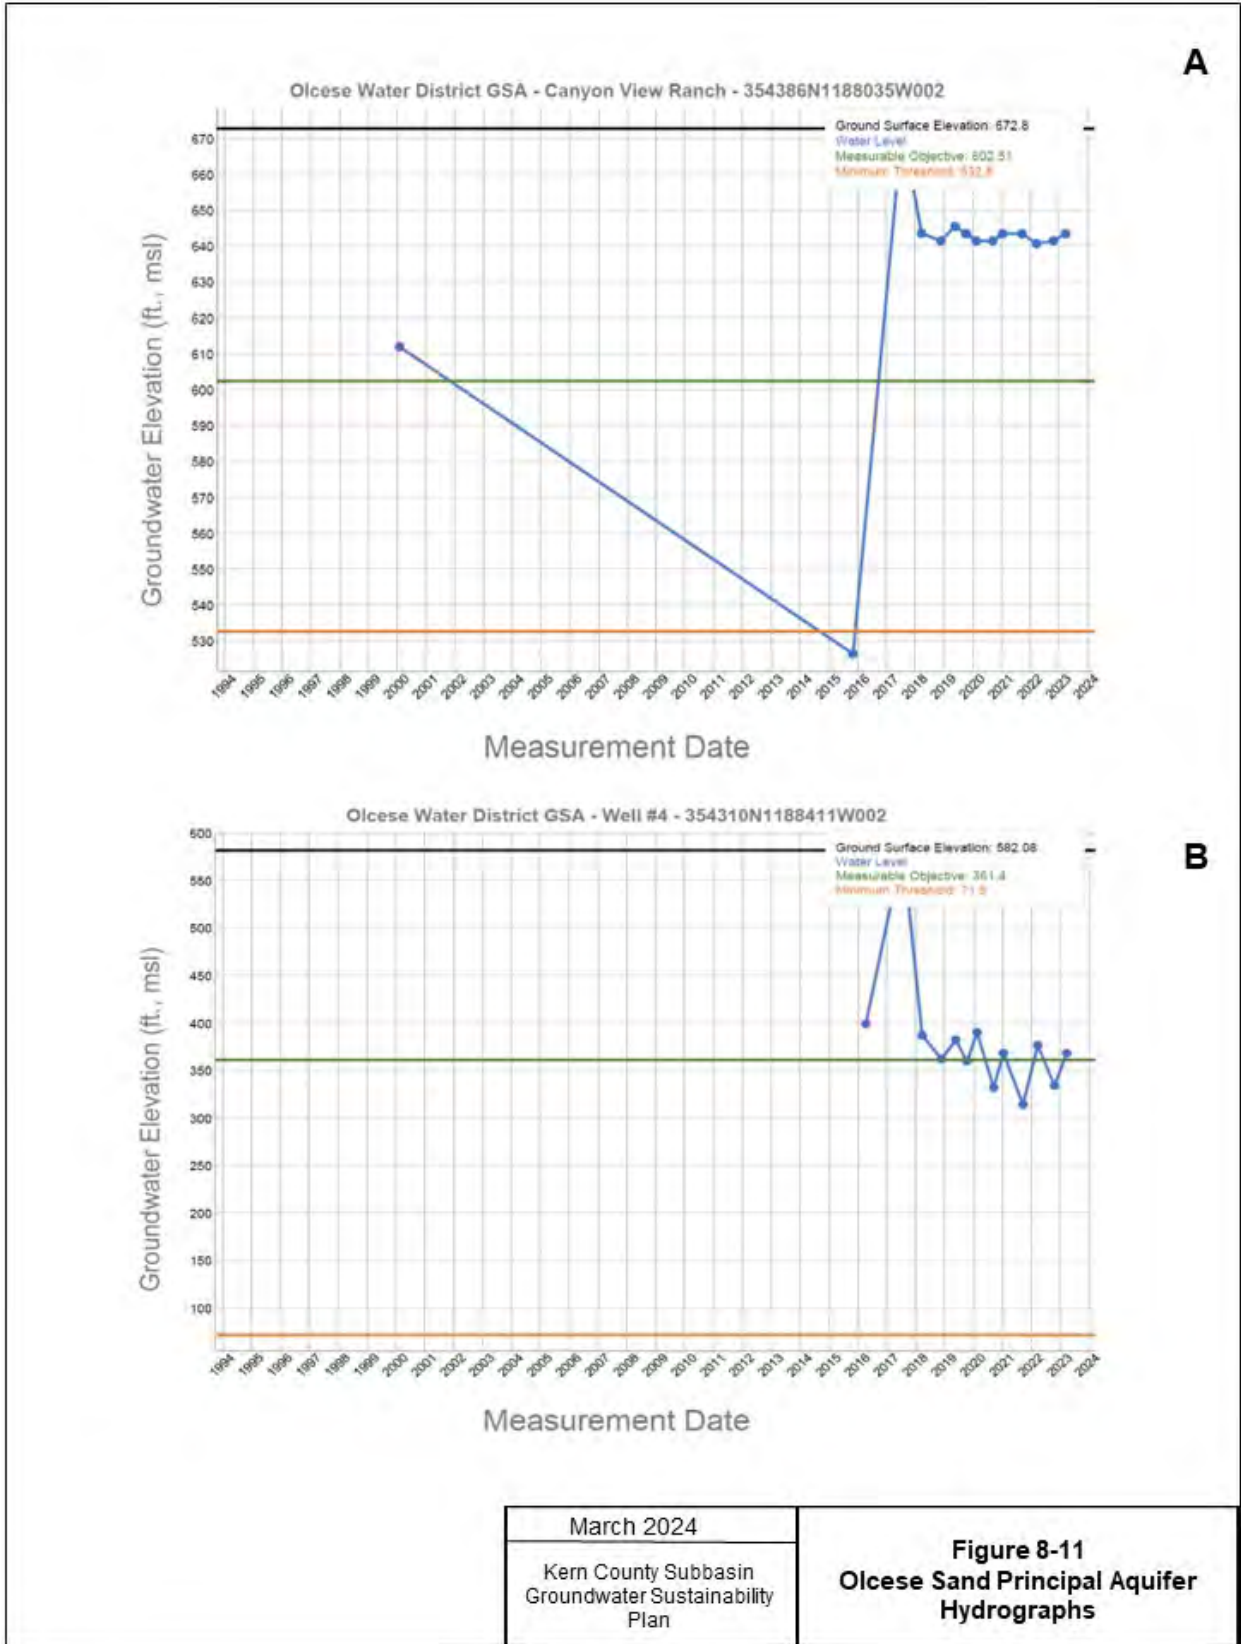 A
Olcese Water District GSA - Canyon View Ranch - 354386N1188035W002
Ground Surface Elevation: 672.8
Water Level
Measurable Objective: 602.51
Minimum Threshold: 532.8
Groundwater Elevation (ft., msl)
670
660
650
640
630
620
610
600
590
580
570
560
550
540
530
1994 1995 1996 1997 1998 1999 2000 2001 2002 2003 2004 2005 2006 2007 2008 2009 2010 2011 2012 2013 2014 2015 2016 2017 2018 2019 2020 2021 2022 2023 2024
Measurement Date
Olcese Water District GSA - Well #4 - 354310N1188411W002
B
Ground Surface Elevation: 582.08
Water Level
Measurable Objective: 361.4
Minimum Threshold:
Groundwater Elevation (ft., msl)
600
550
500
450
400
350
300
250
200
150
100
1994 1995 1996 1997 1998 1999 2000 2001 2002 2003 2004 2005 2006 2007 2008 2009 2010 2011 2012 2013 2014 2015 2016 2017 2018 2019 2020 2021 2022 2023 2024
Measurement Date
March 2024
Kern County Subbasin
Groundwater Sustainability
Plan
Figure 8-11
Olcese Sand Principal Aquifer
Hydrographs